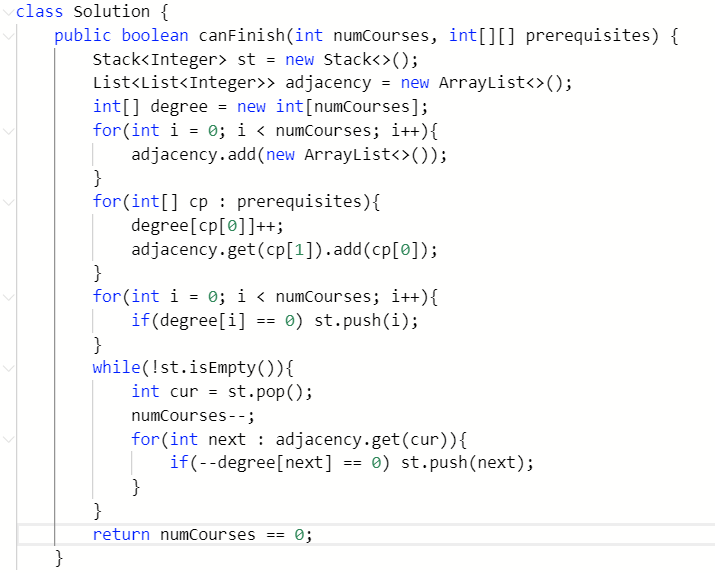 class Solution {
    public boolean canFinish(int numCourses, int[][] prerequisites) {
        Stack<Integer> st = new Stack<>();
        List<List<Integer>> adjacency = new ArrayList<>();
        int[] degree = new int[numCourses];
        for(int i = 0; i < numCourses; i++){
            adjacency.add(new ArrayList<>());
        }
        for(int[] cp : prerequisites){
            degree[cp[0]]++;
            adjacency.get(cp[1]).add(cp[0]);
        }
        for(int i = 0; i < numCourses; i++){
            if(degree[i] == 0) st.push(i);
        }
        while(!st.isEmpty()){
            int cur = st.pop();
            numCourses--;
            for(int next : adjacency.get(cur)){
                if(--degree[next] == 0) st.push(next);
            }
        }
        return numCourses == 0;
    }